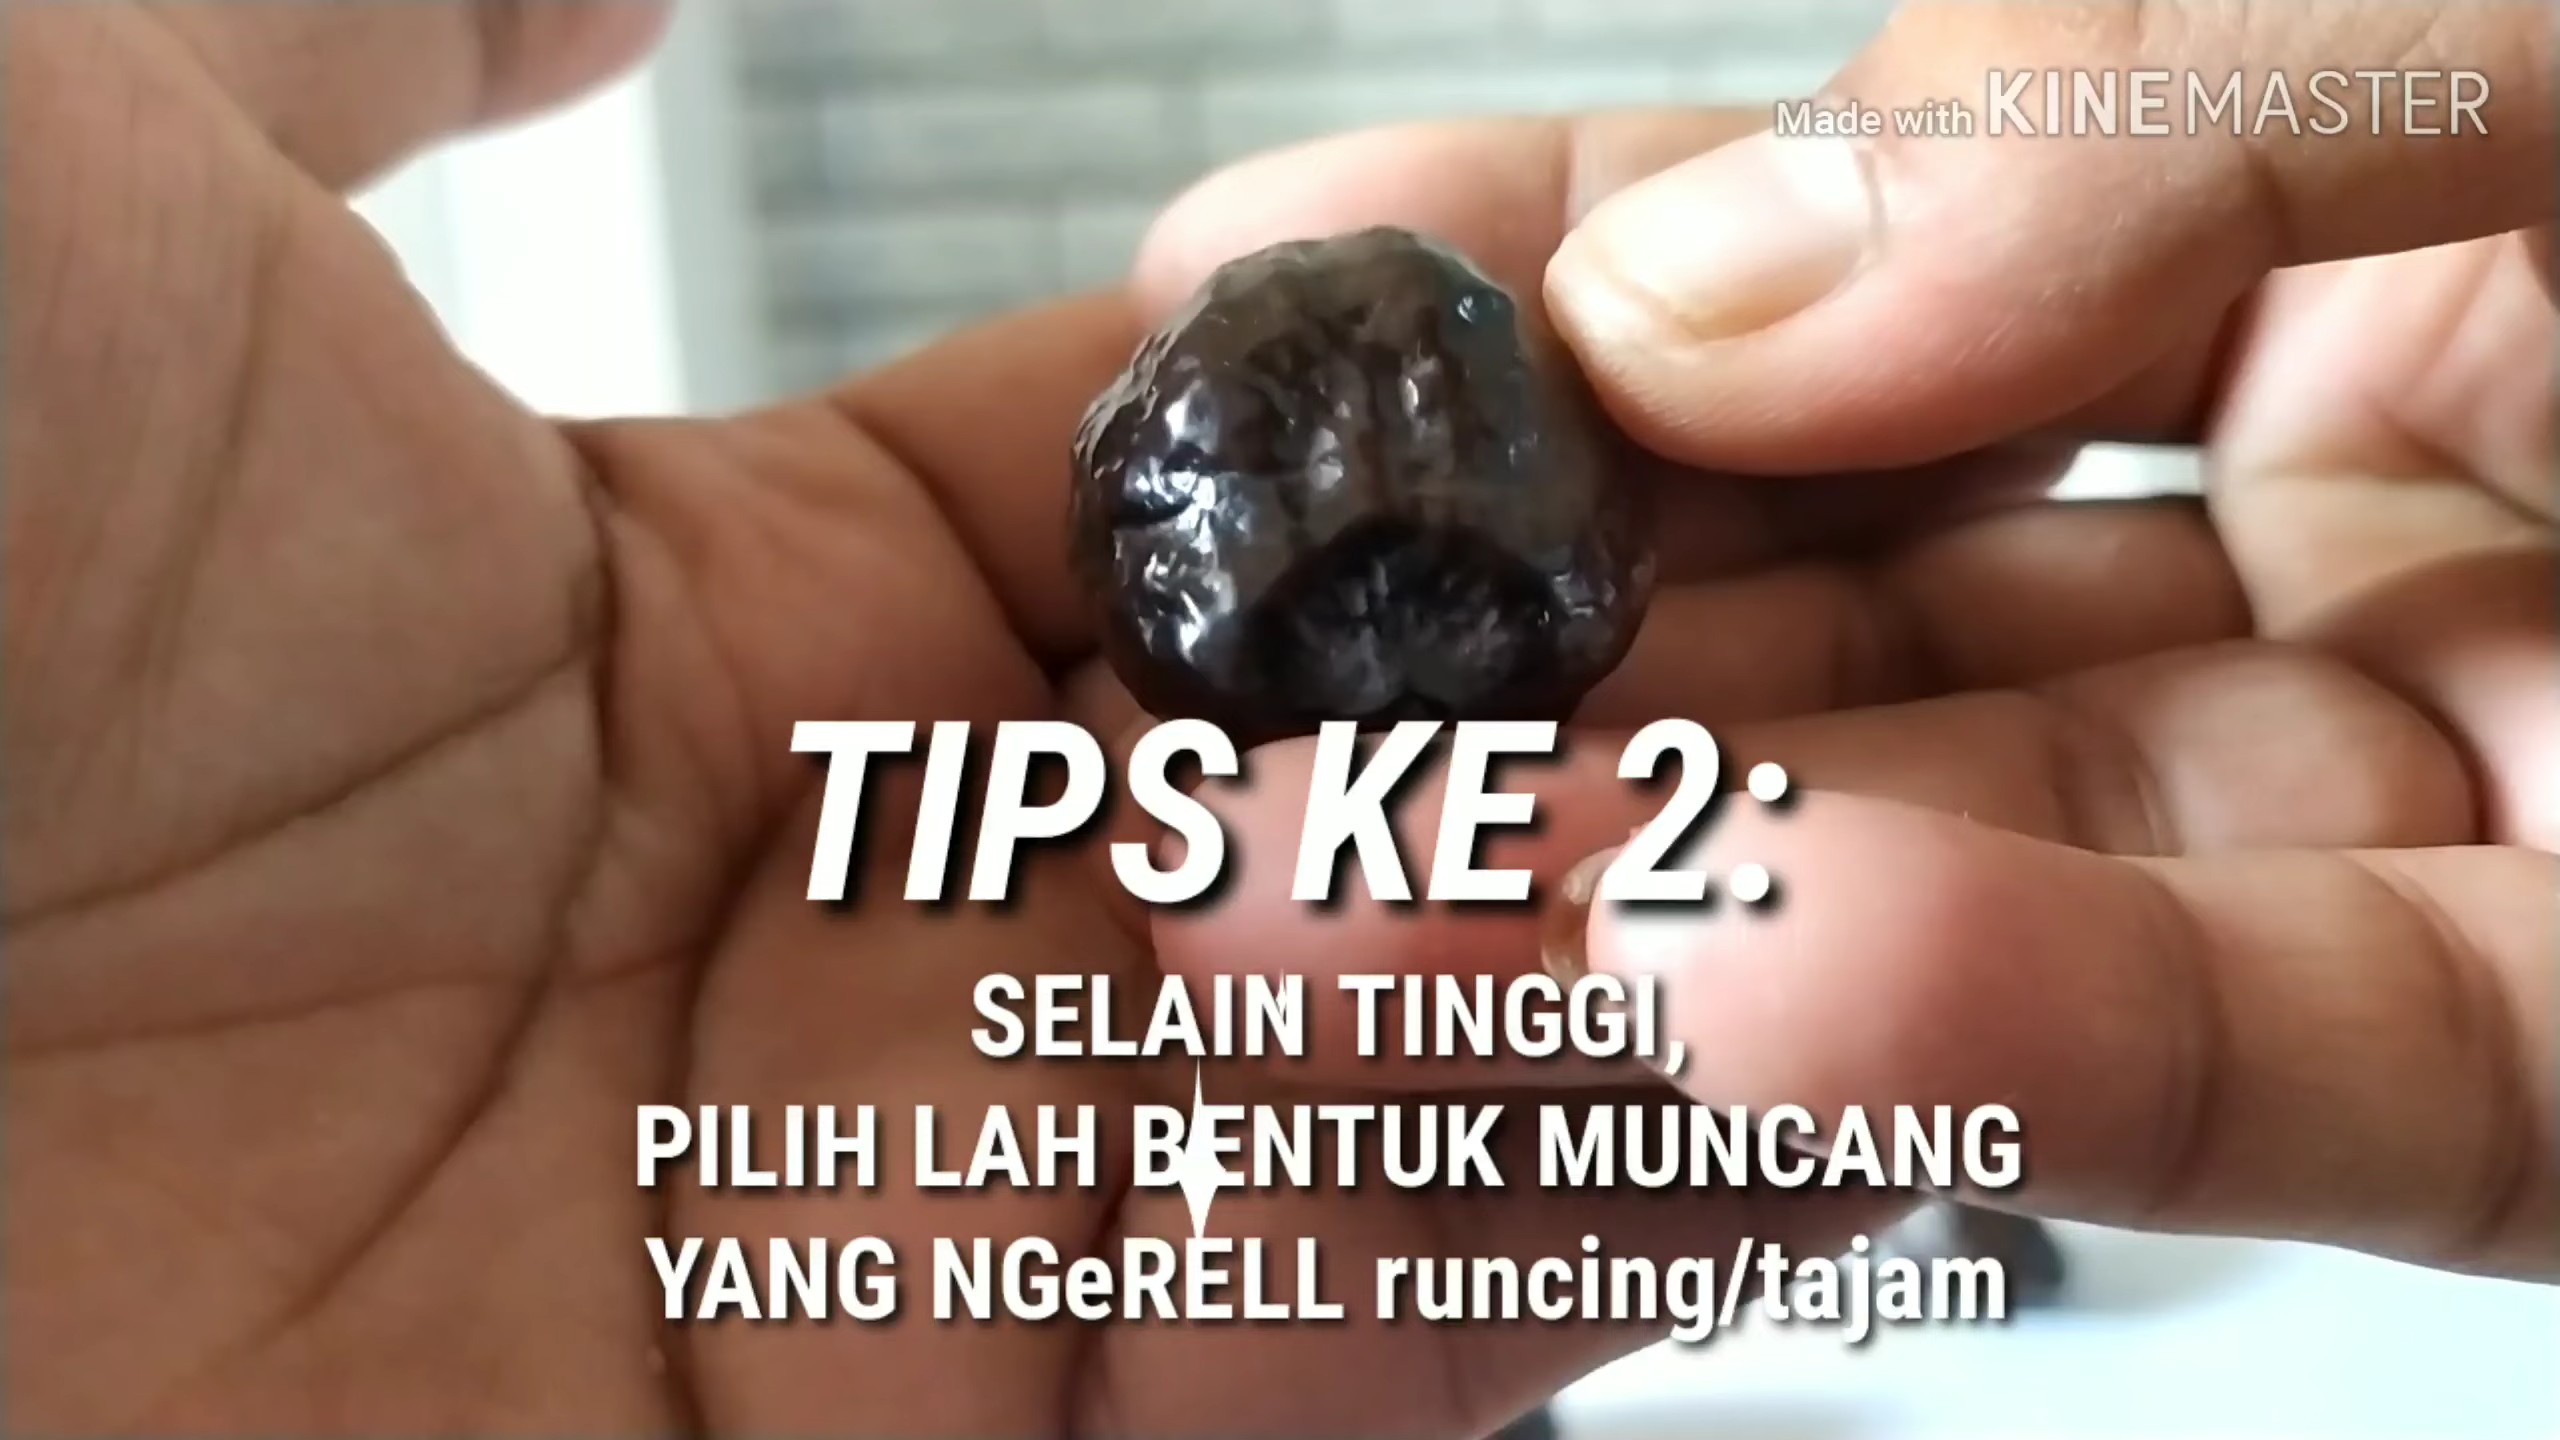 Made with KINEMASTER
TIPS KE 2:
SELAIN TINGGI,
PILIH LAH BENTUK MUNCANG
YANG NGeRELL runcing/tajam